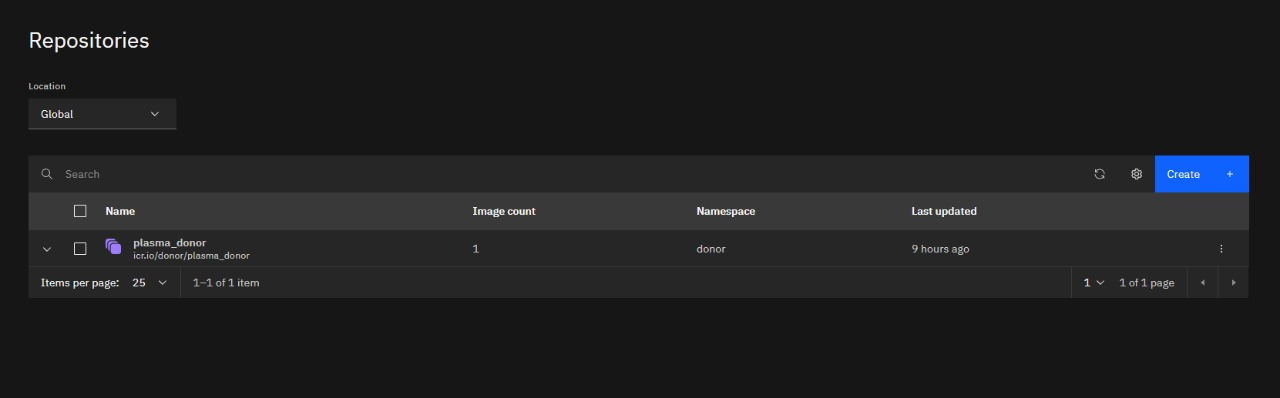 Repositories
Location
Global
Search
Create +
Name Image count Namespace Last updated
plasma_donor 1 donor 9 hours ago
icr.io/donor/plasma_donor
Items per page: 25 1–1 of 1 item 1 1 of 1 page